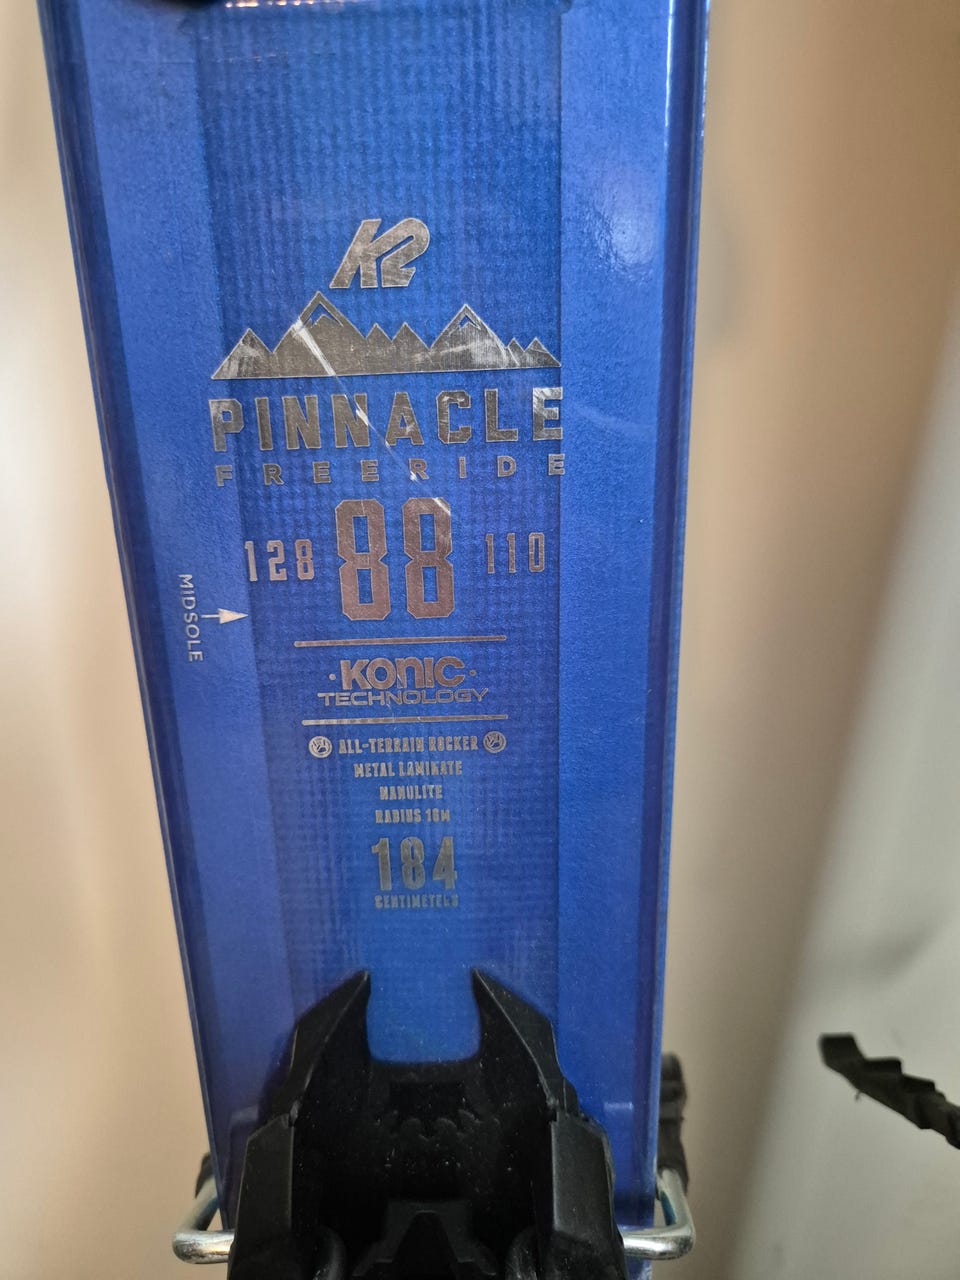 K2
PINNACLE
FREERIDE
128 88 110
MIDSOLE
KONIC
TECHNOLOGY
ALL-TERRAIN ROCKER
METAL LAMINATE
NANOLITE
RADIUS 18M
184
CENTIMETERS